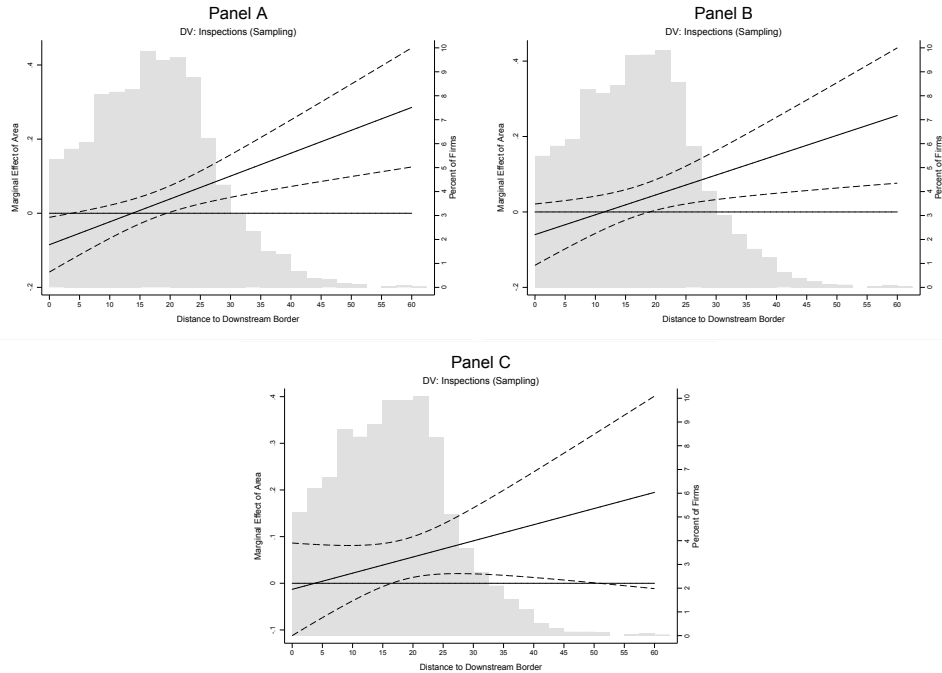 Panel A
DV: Inspections (Sampling)
Marginal Effect of Area
-.2 0 .2 .4
0 5 10 15 20 25 30 35 40 45 50 55 60
Distance to Downstream Border
0 1 2 3 4 5 6 7 8 9 10
Percent of Firms
Panel B
DV: Inspections (Sampling)
Marginal Effect of Area
-.2 0 .2 .4
0 5 10 15 20 25 30 35 40 45 50 55 60
Distance to Downstream Border
0 1 2 3 4 5 6 7 8 9 10
Percent of Firms
Panel C
DV: Inspections (Sampling)
Marginal Effect of Area
-.1 0 .1 .2 .3 .4
0 5 10 15 20 25 30 35 40 45 50 55 60
Distance to Downstream Border
0 1 2 3 4 5 6 7 8 9 10
Percent of Firms